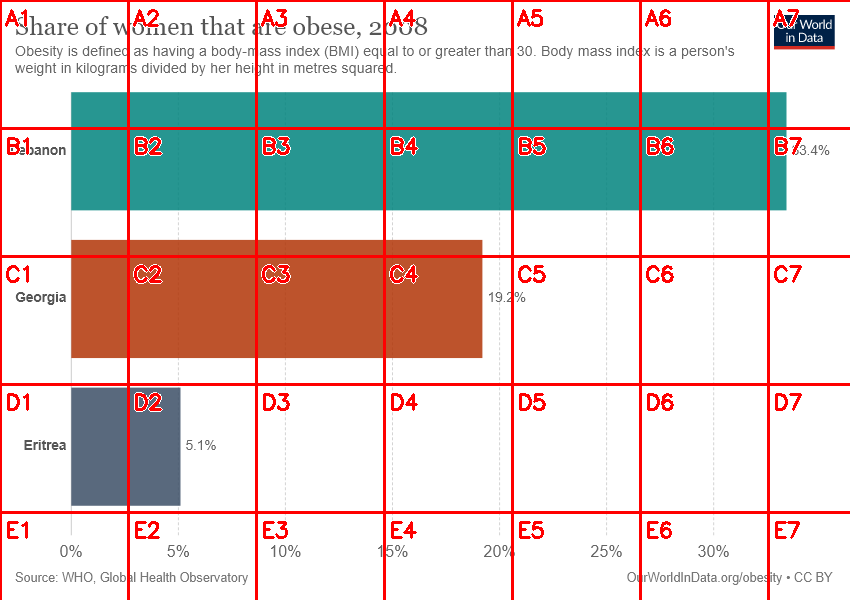 Share of women that are obese, 2008
Our World
in Data
Obesity is defined as having a body-mass index (BMI) equal to or greater than 30. Body mass index is a person's
weight in kilograms divided by her height in metres squared.
A1 A2 A3 A4 A5 A6 A7
B1 B2 B3 B4 B5 B6 B7
Lebanon 33.4%
C1 C2 C3 C4 C5 C6 C7
Georgia 19.2%
D1 D2 D3 D4 D5 D6 D7
Eritrea 5.1%
E1 E2 E3 E4 E5 E6 E7
0% 5% 10% 15% 20% 25% 30%
Source: WHO, Global Health Observatory
OurWorldInData.org/obesity • CC BY